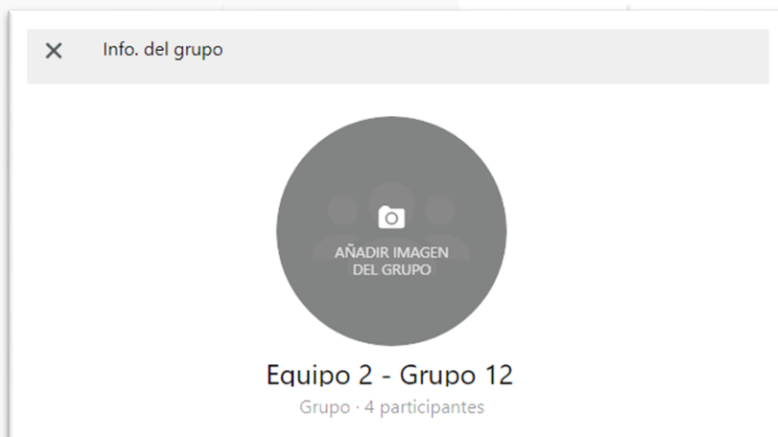 Info. del grupo
AÑADIR IMAGEN
DEL GRUPO
Equipo 2 - Grupo 12
Grupo · 4 participantes